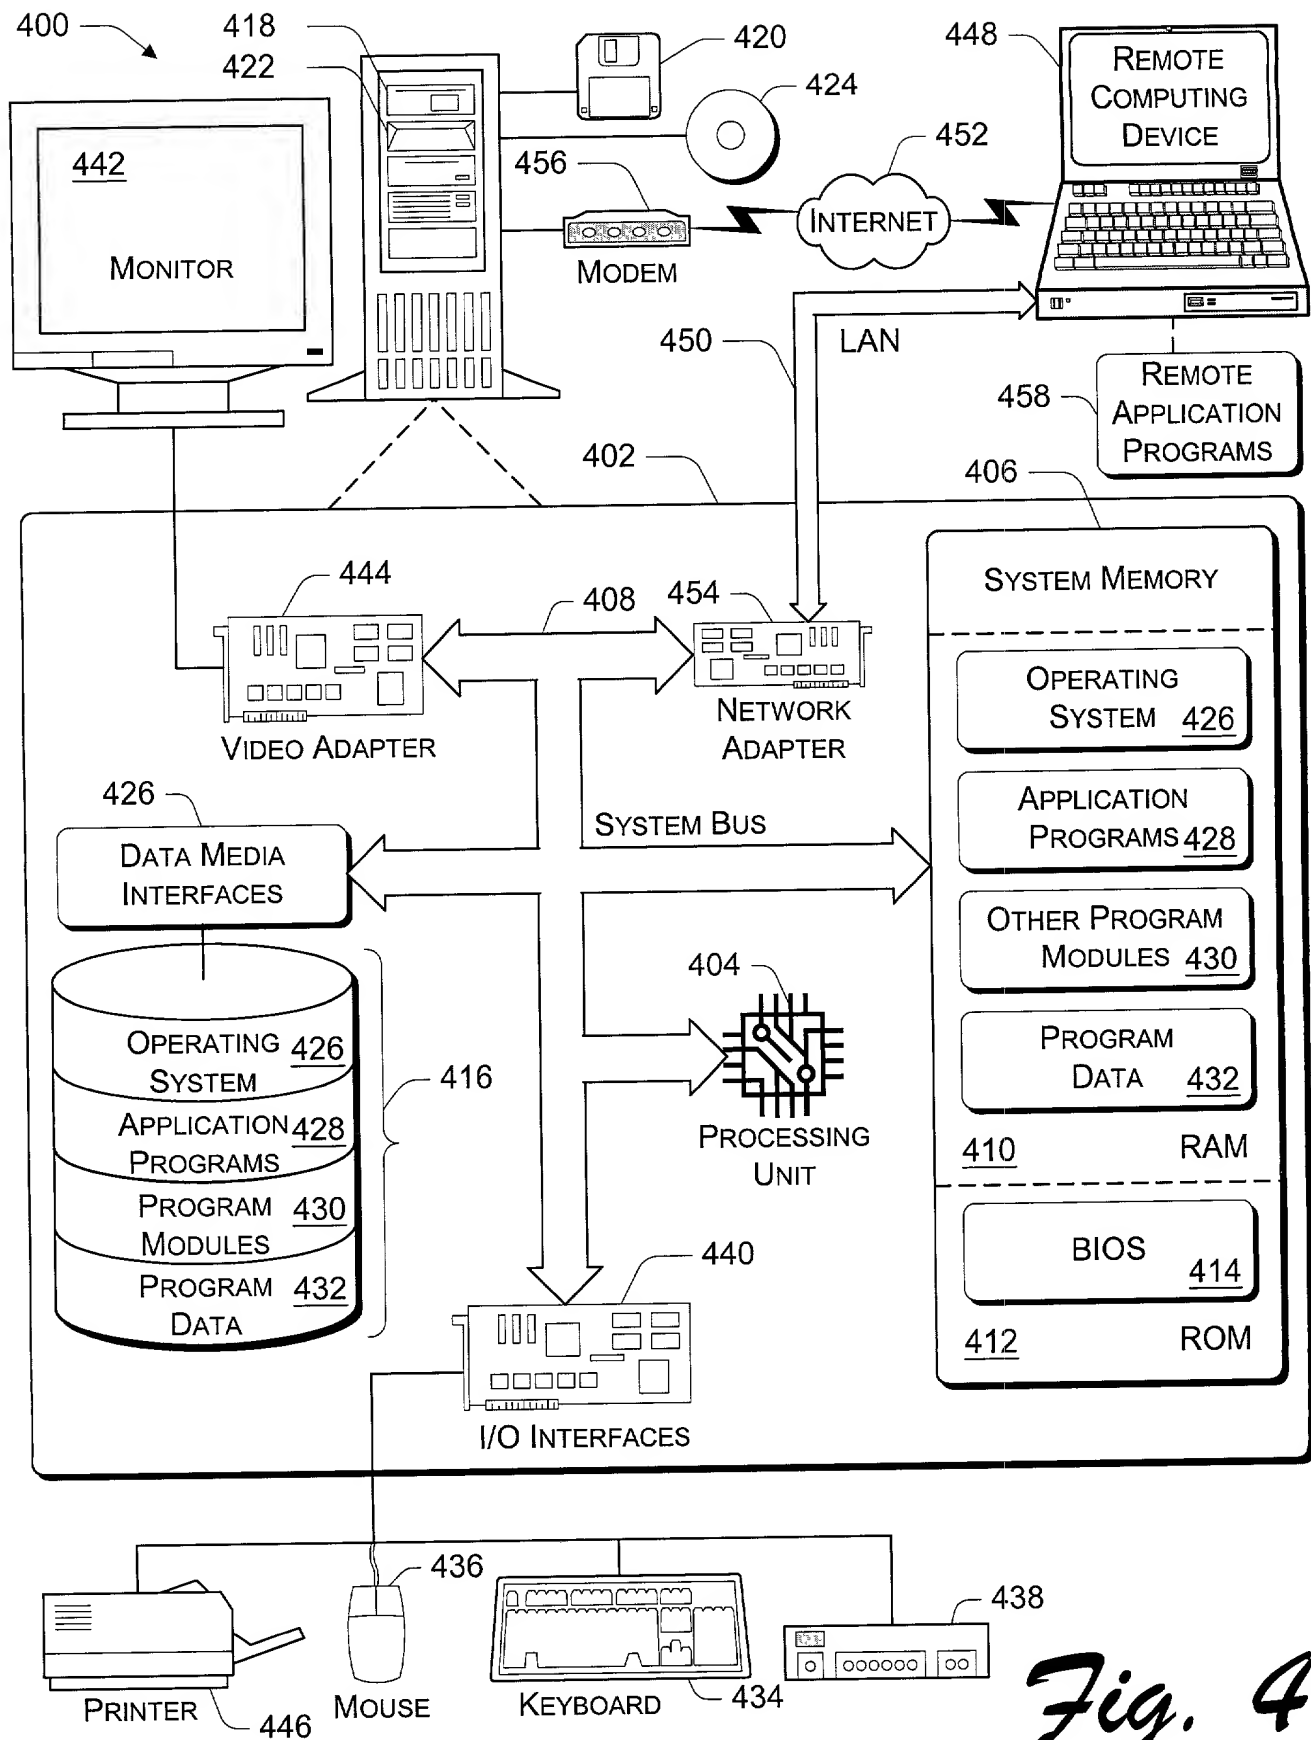 400
418
422
420
424
448
REMOTE
COMPUTING
DEVICE
442
MONITOR
456
MODEM
452
INTERNET
450
LAN
458
REMOTE
APPLICATION
PROGRAMS
402
406
444
VIDEO ADAPTER
408
454
NETWORK
ADAPTER
SYSTEM MEMORY
OPERATING
SYSTEM 426
APPLICATION
PROGRAMS 428
OTHER PROGRAM
MODULES 430
PROGRAM
DATA 432
410 RAM
BIOS
414
412 ROM
426
DATA MEDIA
INTERFACES
SYSTEM BUS
404
PROCESSING
UNIT
OPERATING 426
SYSTEM
APPLICATION 428
PROGRAMS
PROGRAM 430
MODULES
PROGRAM 432
DATA
416
440
I/O INTERFACES
PRINTER
446
436
MOUSE
KEYBOARD
434
438
Fig. 4